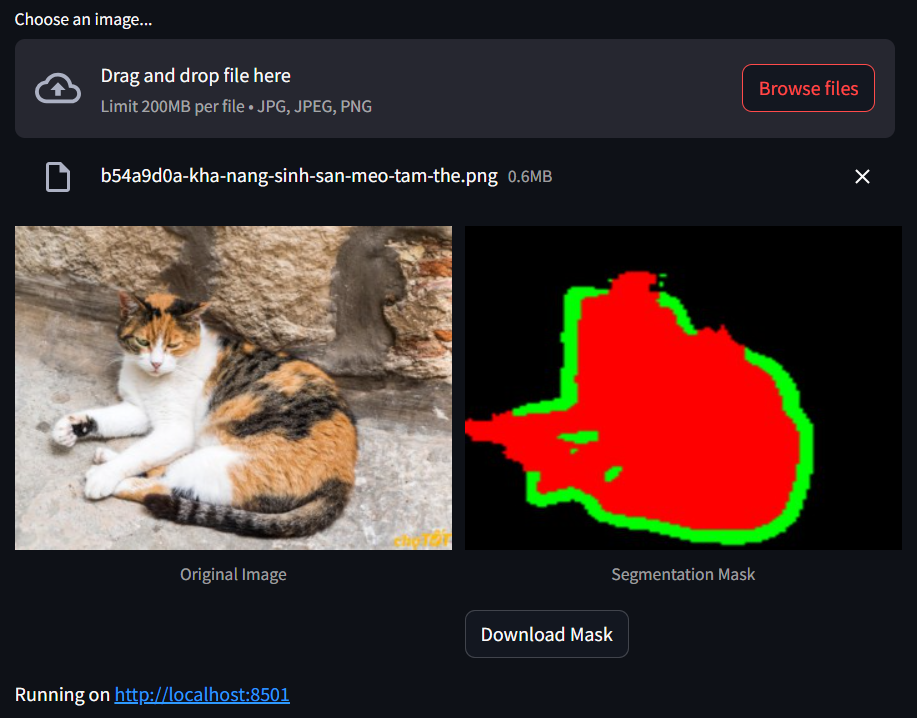 Choose an image...
Drag and drop file here
Limit 200MB per file • JPG, JPEG, PNG
Browse files
b54a9d0a-kha-nang-sinh-san-meo-tam-the.png 0.6MB
Original Image
Segmentation Mask
Download Mask
Running on http://localhost:8501